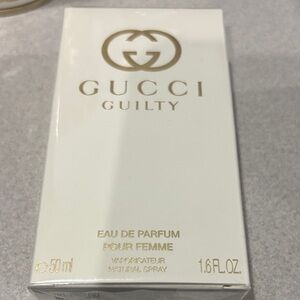 GUCCI
GUILTY
EAU DE PARFUM
POUR FEMME
VAPORISATEUR
NATURAL SPRAY
℮ 50 ml
1.6 FL.OZ.